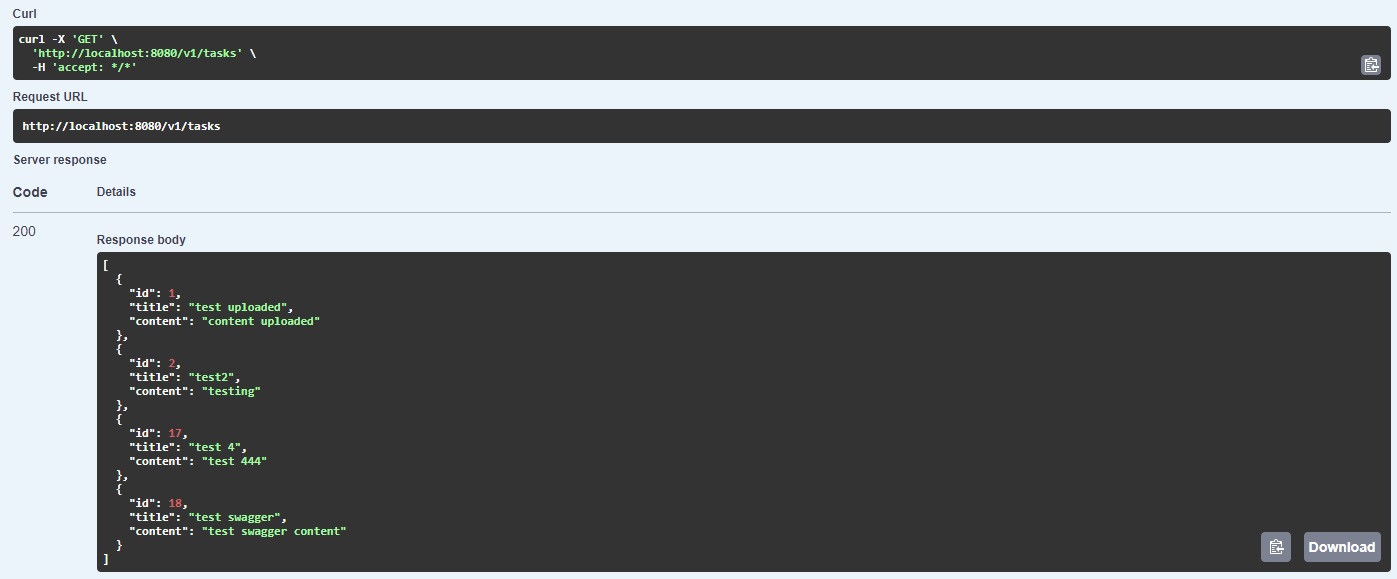 Curl
curl -X 'GET' \
  'http://localhost:8080/v1/tasks' \
  -H 'accept: */*'
Request URL
http://localhost:8080/v1/tasks
Server response
Code Details
200
Response body
[
  {
    "id": 1,
    "title": "test uploaded",
    "content": "content uploaded"
  },
  {
    "id": 2,
    "title": "test2",
    "content": "testing"
  },
  {
    "id": 17,
    "title": "test 4",
    "content": "test 444"
  },
  {
    "id": 18,
    "title": "test swagger",
    "content": "test swagger content"
  }
]
Download